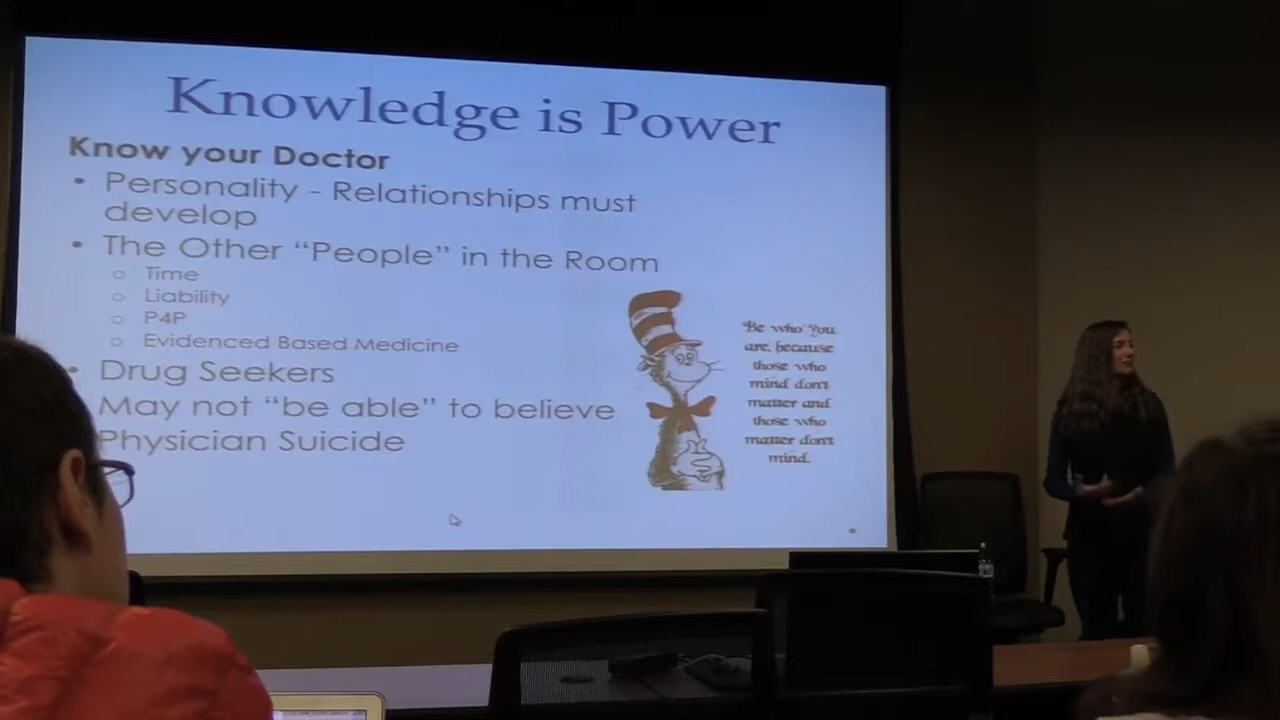 Knowledge is Power
Know your Doctor
• Personality - Relationships must
develop
• The Other “People” in the Room
o Time
o Liability
o P4P
o Evidenced Based Medicine
• Drug Seekers
May not “be able” to believe
Physician Suicide
"Be who You
are, because
those who
mind don't
matter and
those who
matter don't
mind.